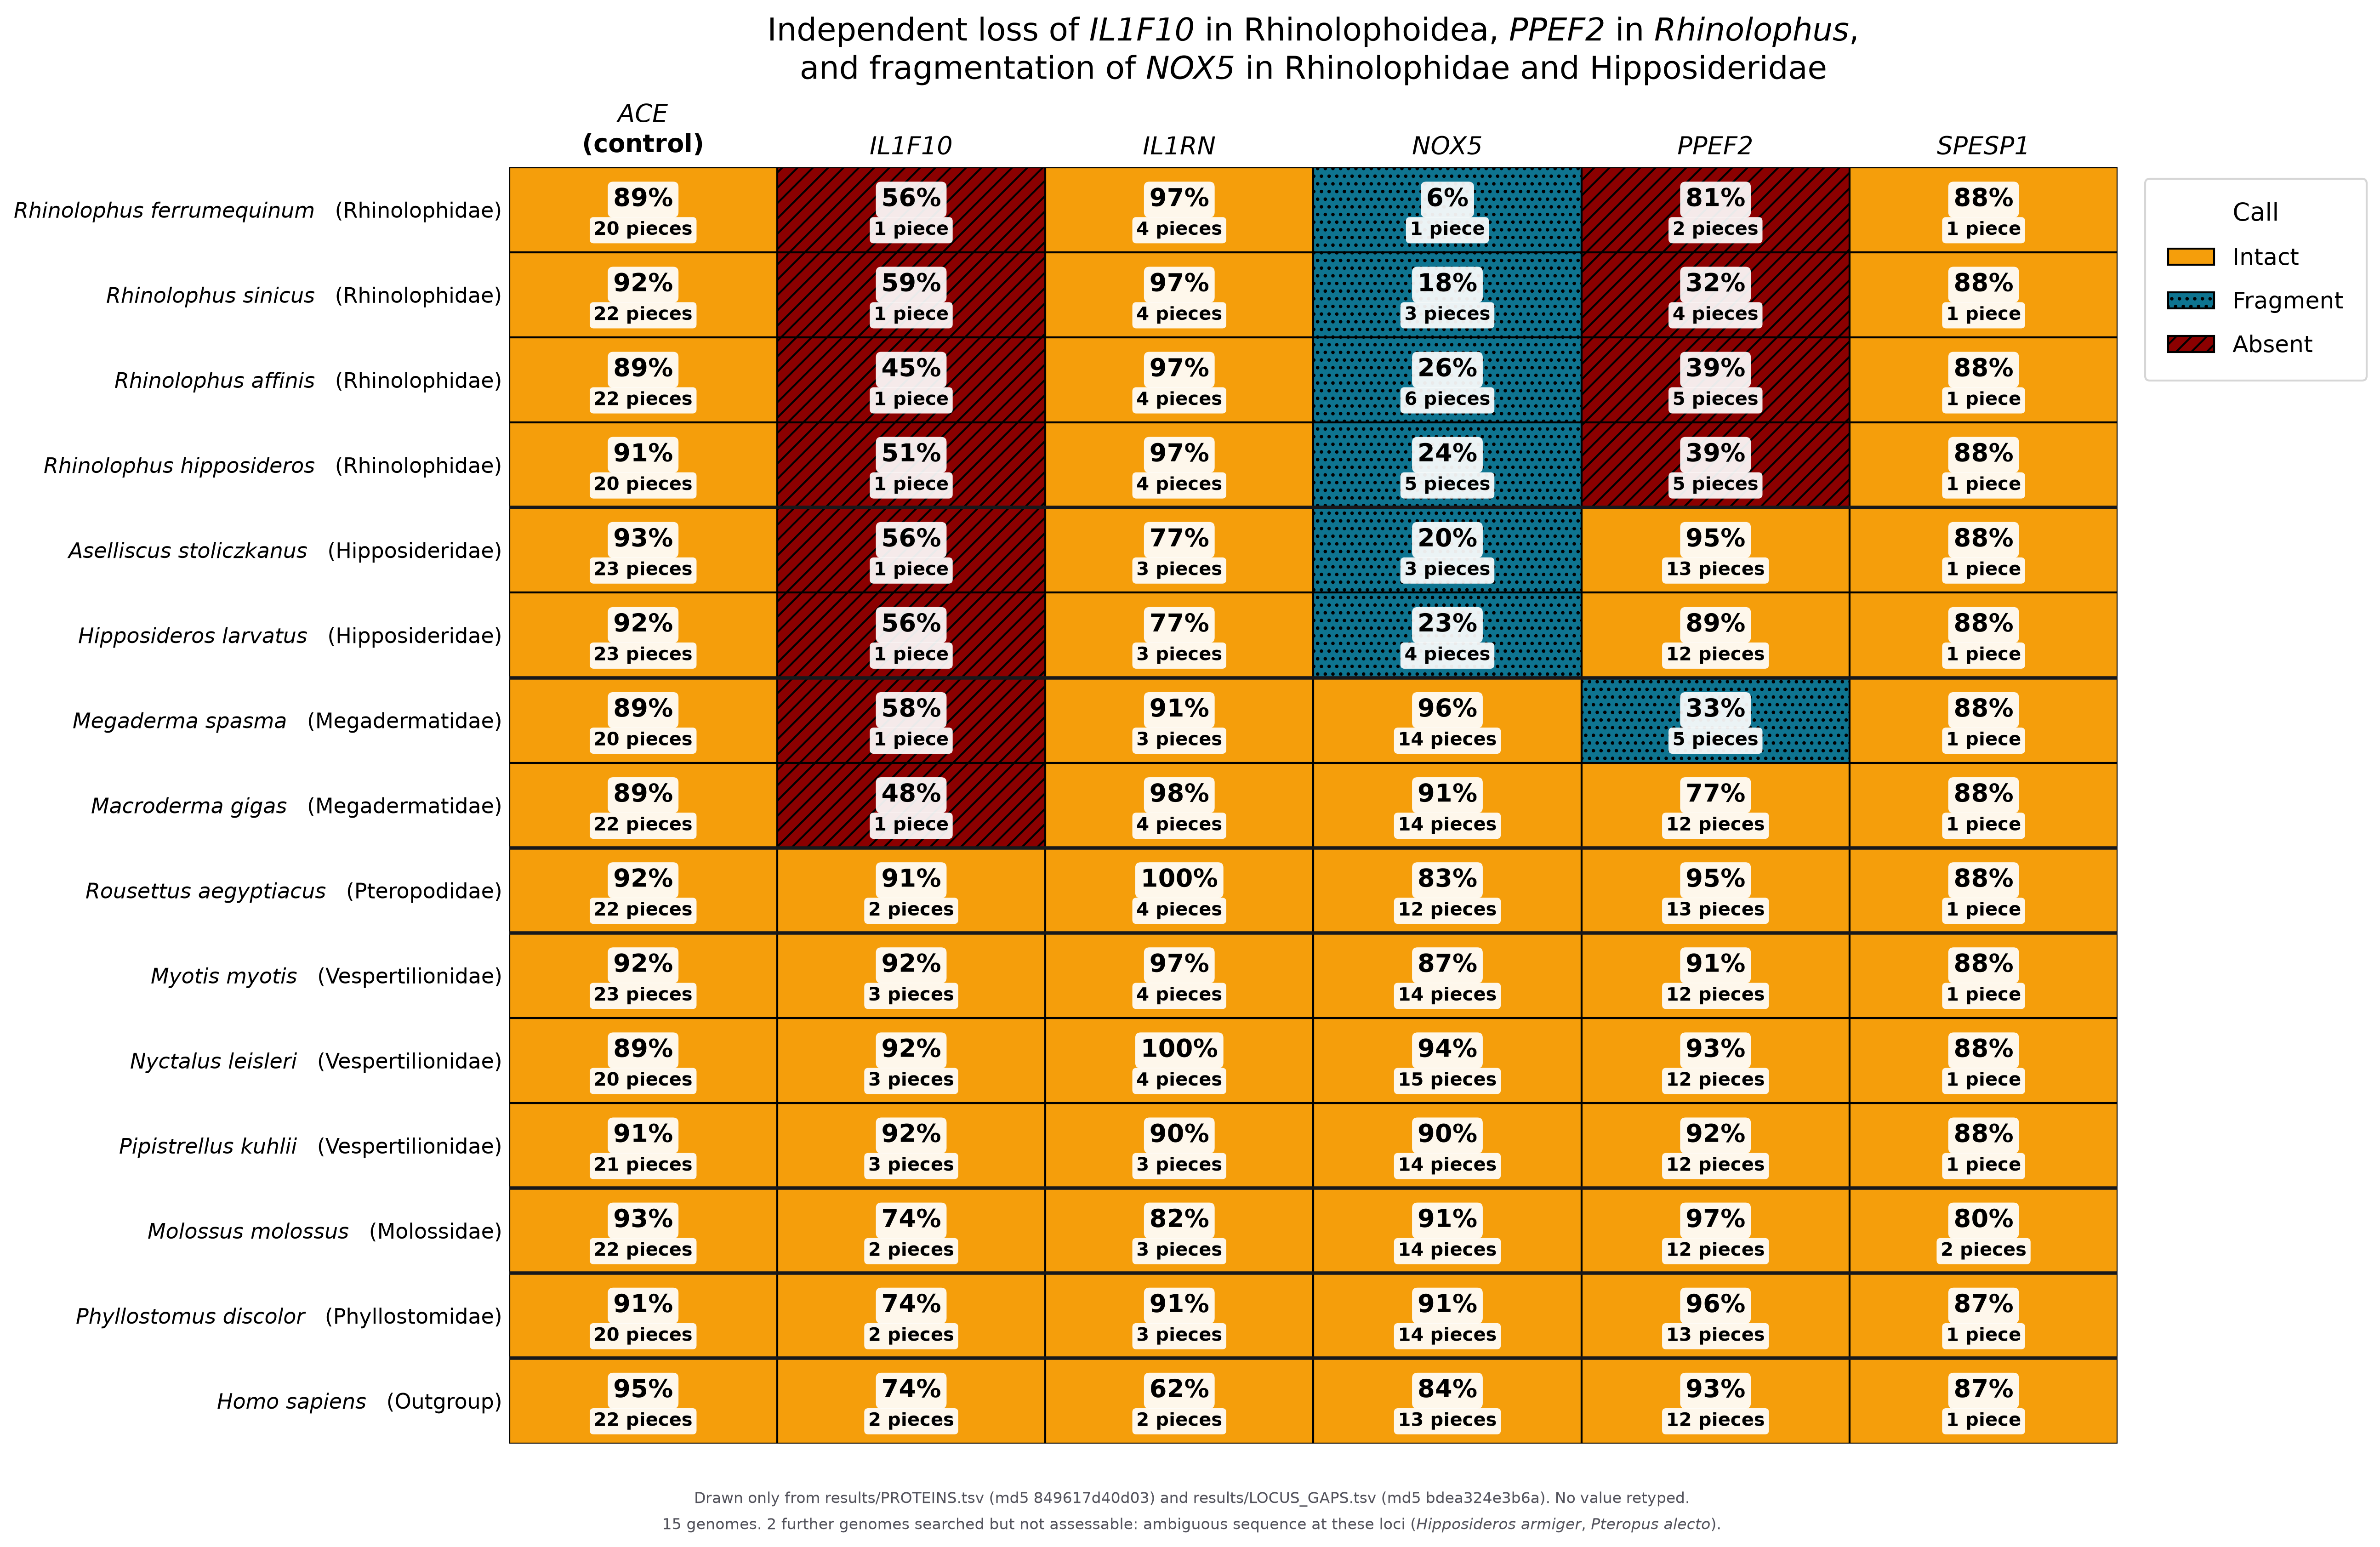 Independent loss of IL1F10 in Rhinolophoidea, PPEF2 in Rhinolophus,
and fragmentation of NOX5 in Rhinolophidae and Hipposideridae
ACE
(control) IL1F10 IL1RN NOX5 PPEF2 SPESP1
Rhinolophus ferrumequinum (Rhinolophidae) 89% 56% 97% 6% 81% 88%
20 pieces 1 piece 4 pieces 1 piece 2 pieces 1 piece
Rhinolophus sinicus (Rhinolophidae) 92% 59% 97% 18% 32% 88%
22 pieces 1 piece 4 pieces 3 pieces 4 pieces 1 piece
Rhinolophus affinis (Rhinolophidae) 89% 45% 97% 26% 39% 88%
22 pieces 1 piece 4 pieces 6 pieces 5 pieces 1 piece
Rhinolophus hipposideros (Rhinolophidae) 91% 51% 97% 24% 39% 88%
20 pieces 1 piece 4 pieces 5 pieces 5 pieces 1 piece
Aselliscus stoliczkanus (Hipposideridae) 93% 56% 77% 20% 95% 88%
23 pieces 1 piece 3 pieces 3 pieces 13 pieces 1 piece
Hipposideros larvatus (Hipposideridae) 92% 56% 77% 23% 89% 88%
23 pieces 1 piece 3 pieces 4 pieces 12 pieces 1 piece
Megaderma spasma (Megadermatidae) 89% 58% 91% 96% 33% 88%
20 pieces 1 piece 3 pieces 14 pieces 5 pieces 1 piece
Macroderma gigas (Megadermatidae) 89% 48% 98% 91% 77% 88%
22 pieces 1 piece 4 pieces 14 pieces 12 pieces 1 piece
Rousettus aegyptiacus (Pteropodidae) 92% 91% 100% 83% 95% 88%
22 pieces 2 pieces 4 pieces 12 pieces 13 pieces 1 piece
Myotis myotis (Vespertilionidae) 92% 92% 97% 87% 91% 88%
23 pieces 3 pieces 4 pieces 14 pieces 12 pieces 1 piece
Nyctalus leisleri (Vespertilionidae) 89% 92% 100% 94% 93% 88%
20 pieces 3 pieces 4 pieces 15 pieces 12 pieces 1 piece
Pipistrellus kuhlii (Vespertilionidae) 91% 92% 90% 90% 92% 88%
21 pieces 3 pieces 3 pieces 14 pieces 12 pieces 1 piece
Molossus molossus (Molossidae) 93% 74% 82% 91% 97% 80%
22 pieces 2 pieces 3 pieces 14 pieces 12 pieces 2 pieces
Phyllostomus discolor (Phyllostomidae) 91% 74% 91% 91% 96% 87%
20 pieces 2 pieces 3 pieces 14 pieces 13 pieces 1 piece
Homo sapiens (Outgroup) 95% 74% 62% 84% 93% 87%
22 pieces 2 pieces 2 pieces 13 pieces 12 pieces 1 piece
Call
Intact
Fragment
Absent
Drawn only from results/PROTEINS.tsv (md5 849617d40d03) and results/LOCUS_GAPS.tsv (md5 bdea324e3b6a). No value retyped.
15 genomes. 2 further genomes searched but not assessable: ambiguous sequence at these loci (Hipposideros armiger, Pteropus alecto).